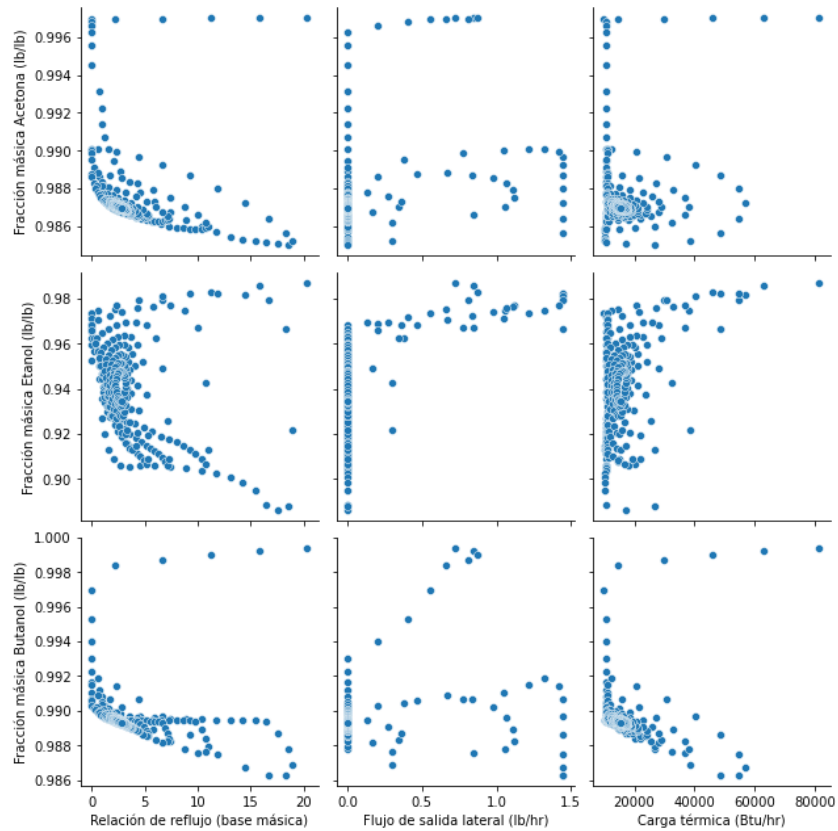 Fracción másica Acetona (lb/lb)
0.996
0.994
0.992
0.990
0.988
0.986
Fracción másica Etanol (lb/lb)
0.98
0.96
0.94
0.92
0.90
Fracción másica Butanol (lb/lb)
1.000
0.998
0.996
0.994
0.992
0.990
0.988
0.986
0 5 10 15 20
Relación de reflujo (base másica)
0.0 0.5 1.0 1.5
Flujo de salida lateral (lb/hr)
20000 40000 60000 80000
Carga térmica (Btu/hr)